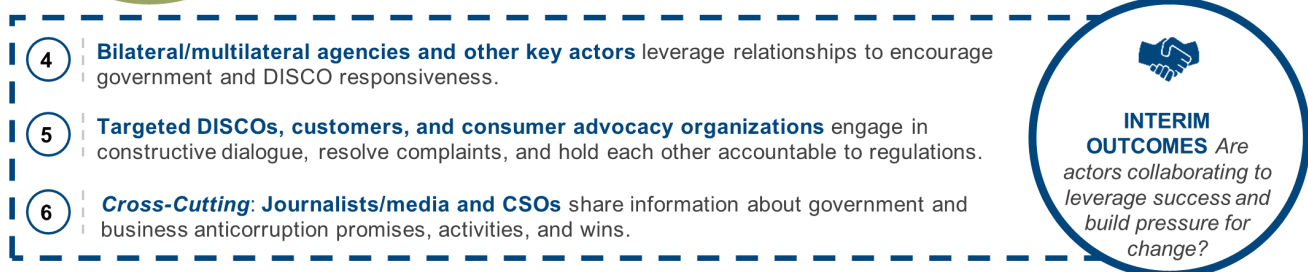 4
Bilateral/multilateral agencies and other key actors leverage relationships to encourage
government and DISCO responsiveness.
5
Targeted DISCOs, customers, and consumer advocacy organizations engage in
constructive dialogue, resolve complaints, and hold each other accountable to regulations.
6
Cross-Cutting: Journalists/media and CSOs share information about government and
business anticorruption promises, activities, and wins.
INTERIM
OUTCOMES Are
actors collaborating to
leverage success and
build pressure for
change?